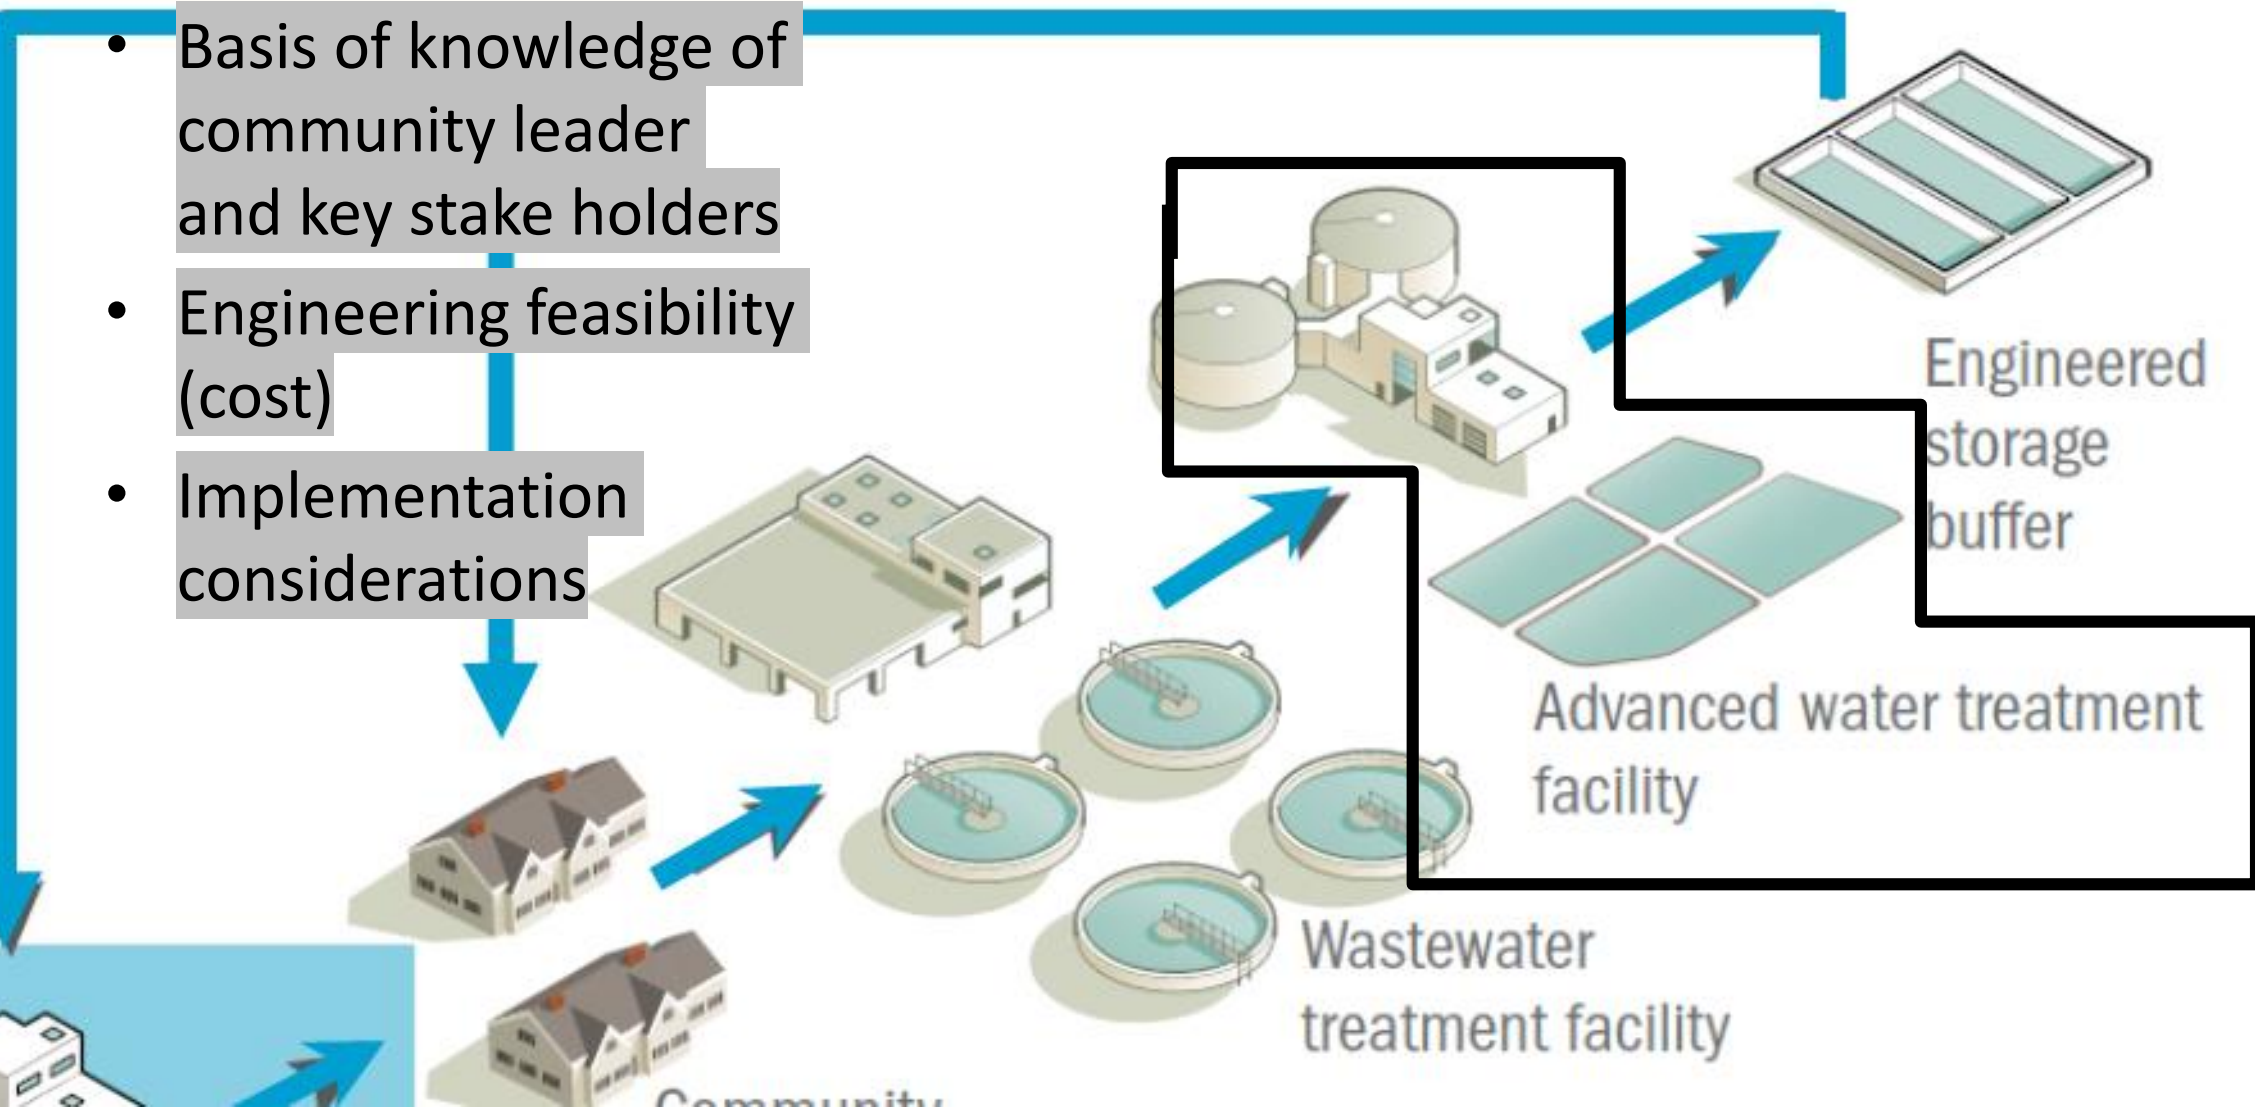 • Basis of knowledge of
community leader
and key stake holders
• Engineering feasibility
(cost)
• Implementation
considerations
Engineered
storage
buffer
Advanced water treatment
facility
Wastewater
treatment facility
Community